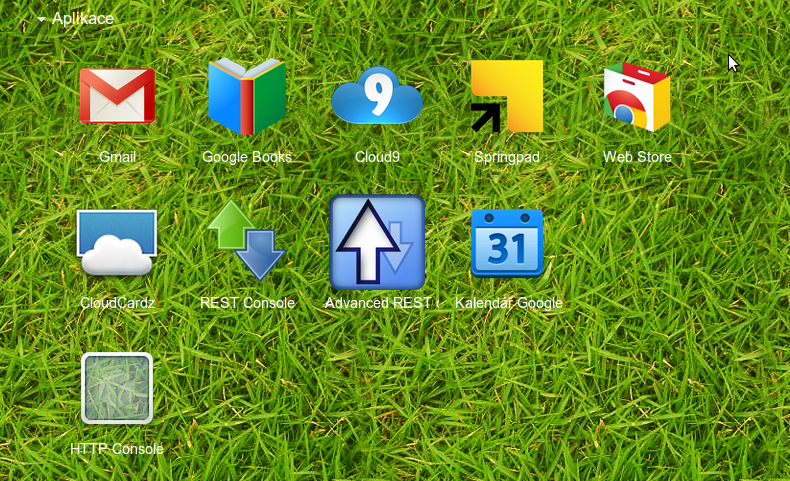 Aplikace
9
Gmail
Google Books
Cloud9
Springpad
Web Store
31
CloudCardz
REST Console
Advanced REST
Kalendář Google
HTTP Console